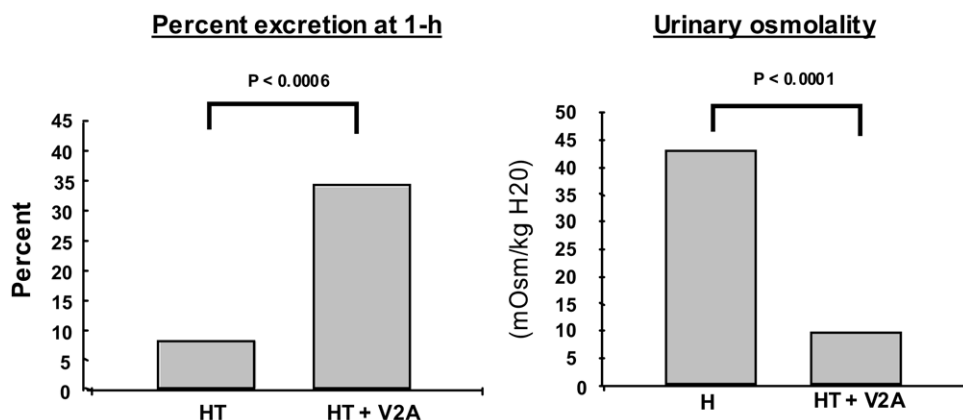 Percent excretion at 1-h
P < 0.0006
45
40
35
30
25
20
15
10
5
0
Percent
HT
HT + V2A
Urinary osmolality
P < 0.0001
50
45
40
35
30
25
20
15
10
5
0
(mOsm/kg H20)
H
HT + V2A